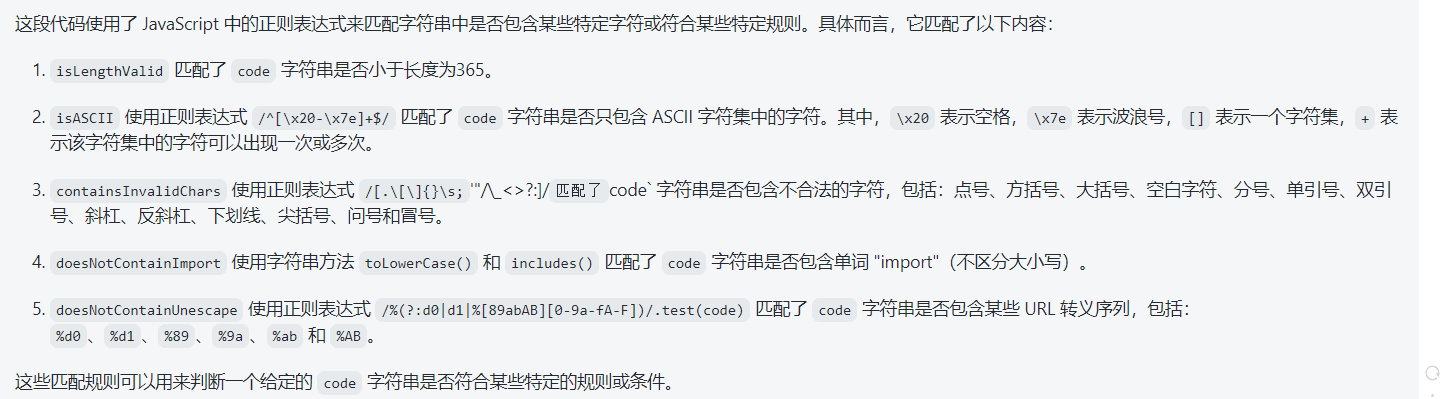 这段代码使用了 JavaScript 中的正则表达式来匹配字符串中是否包含某些特定字符或符合某些特定规则。具体而言，它匹配了以下内容：
1. isLengthValid 匹配了 code 字符串是否小于长度为365。
2. isASCII 使用正则表达式 /^[\x20-\x7e]+$/ 匹配了 code 字符串是否只包含 ASCII 字符集中的字符。其中，\x20 表示空格，\x7e 表示波浪号，[] 表示一个字符集，+ 表
示该字符集中的字符可以出现一次或多次。
3. containsInvalidChars 使用正则表达式 /[.\[\]{}\s;'"/\_<>?:]/ 匹配了 code` 字符串是否包含不合法的字符，包括：点号、方括号、大括号、空白字符、分号、单引号、双引
号、斜杠、反斜杠、下划线、尖括号、问号和冒号。
4. doesNotContainImport 使用字符串方法 toLowerCase() 和 includes() 匹配了 code 字符串是否包含单词 "import"（不区分大小写）。
5. doesNotContainUnescape 使用正则表达式 /%(?:d0|d1|%[89abAB][0-9a-fA-F])/.test(code) 匹配了 code 字符串是否包含某些 URL 转义序列，包括：
%d0、%d1、%89、%9a、%ab 和 %AB。
这些匹配规则可以用来判断一个给定的 code 字符串是否符合某些特定的规则或条件。